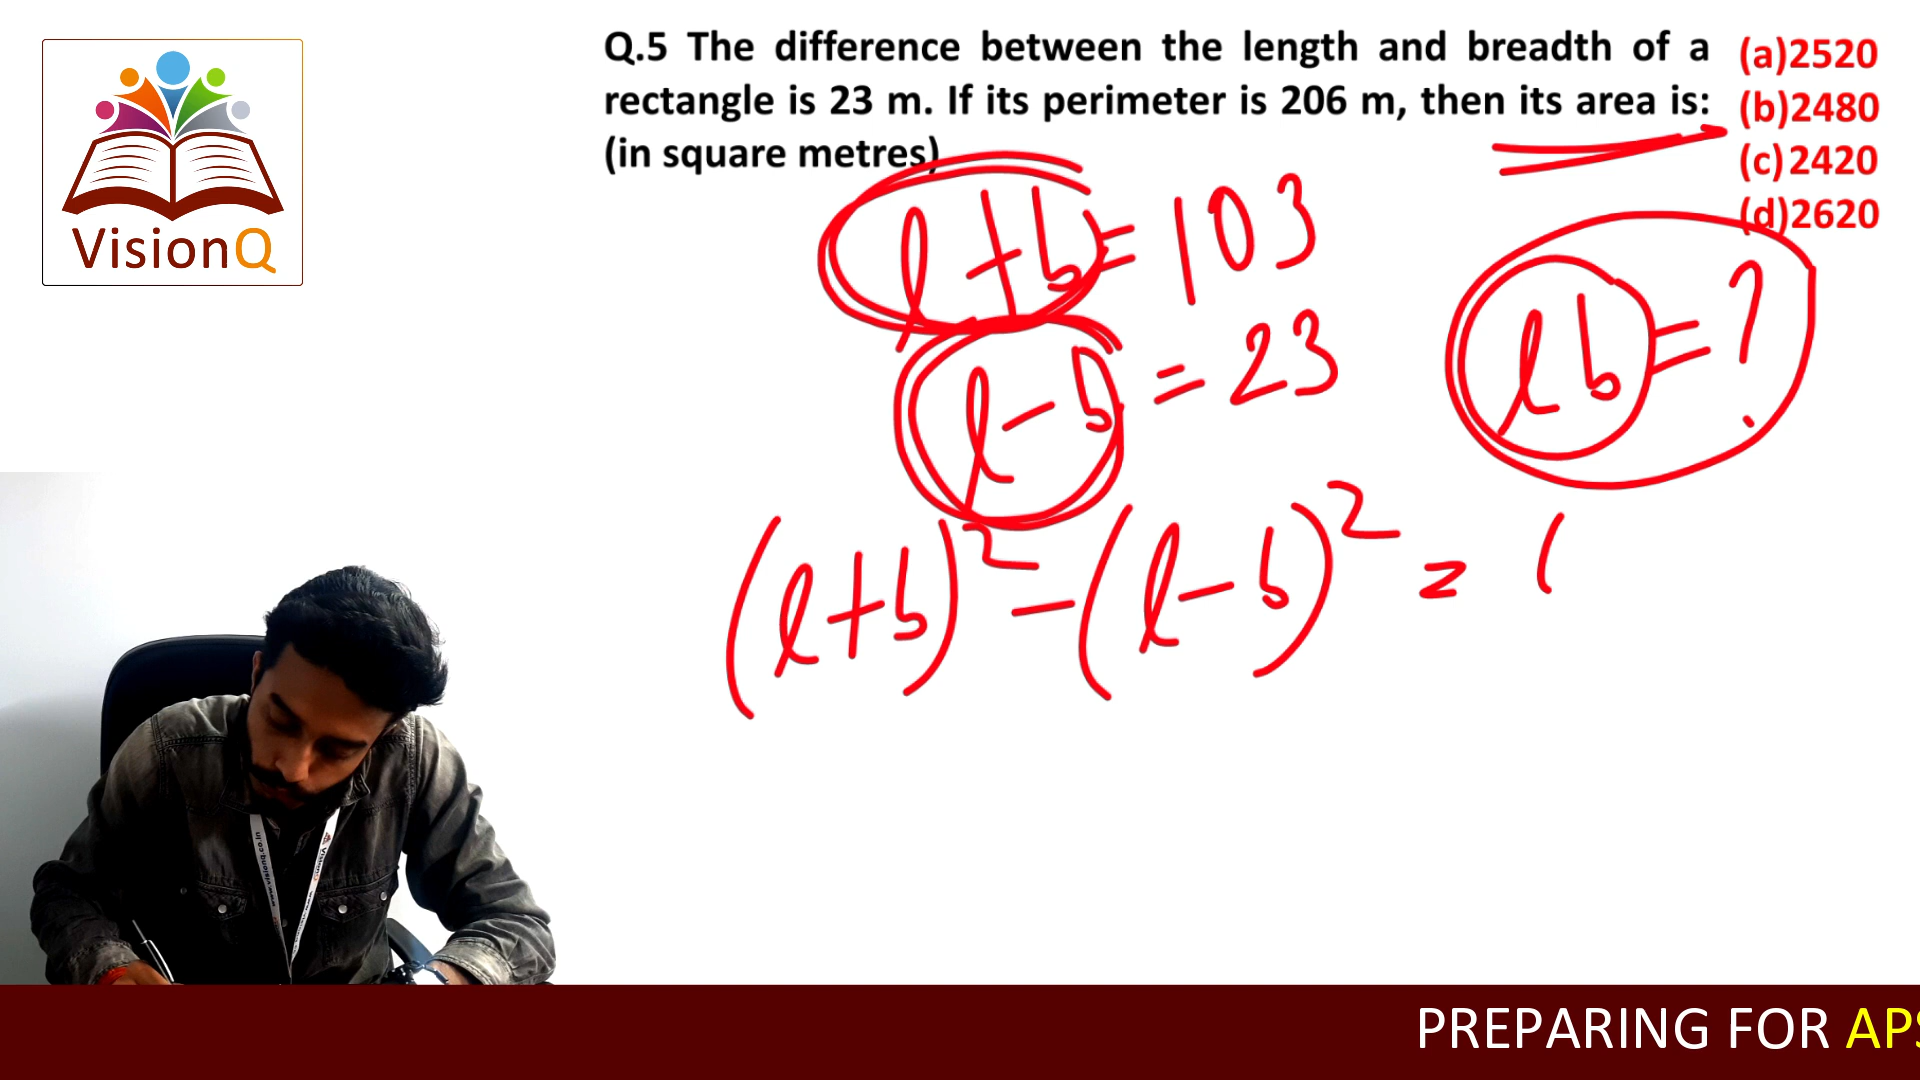 VisionQ
Q.5 The difference between the length and breadth of a
rectangle is 23 m. If its perimeter is 206 m, then its area is:
(in square metres)
(a)2520
(b)2480
(c)2420
(d)2620
l+b = 103
l-b = 23
lb = ?
(l+b)² - (l-b)² = (
PREPARING FOR APS